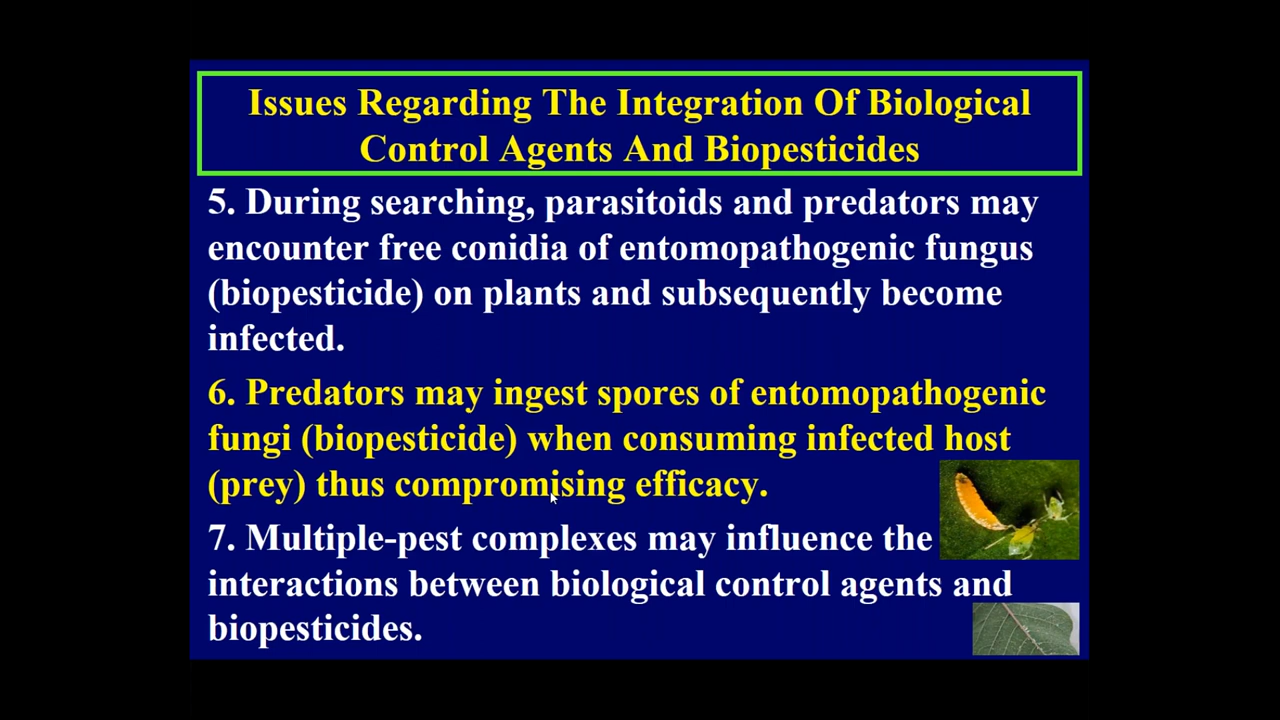 Issues Regarding The Integration Of Biological
Control Agents And Biopesticides
5. During searching, parasitoids and predators may
encounter free conidia of entomopathogenic fungus
(biopesticide) on plants and subsequently become
infected.
6. Predators may ingest spores of entomopathogenic
fungi (biopesticide) when consuming infected host
(prey) thus compromising efficacy.
7. Multiple-pest complexes may influence the
interactions between biological control agents and
biopesticides.